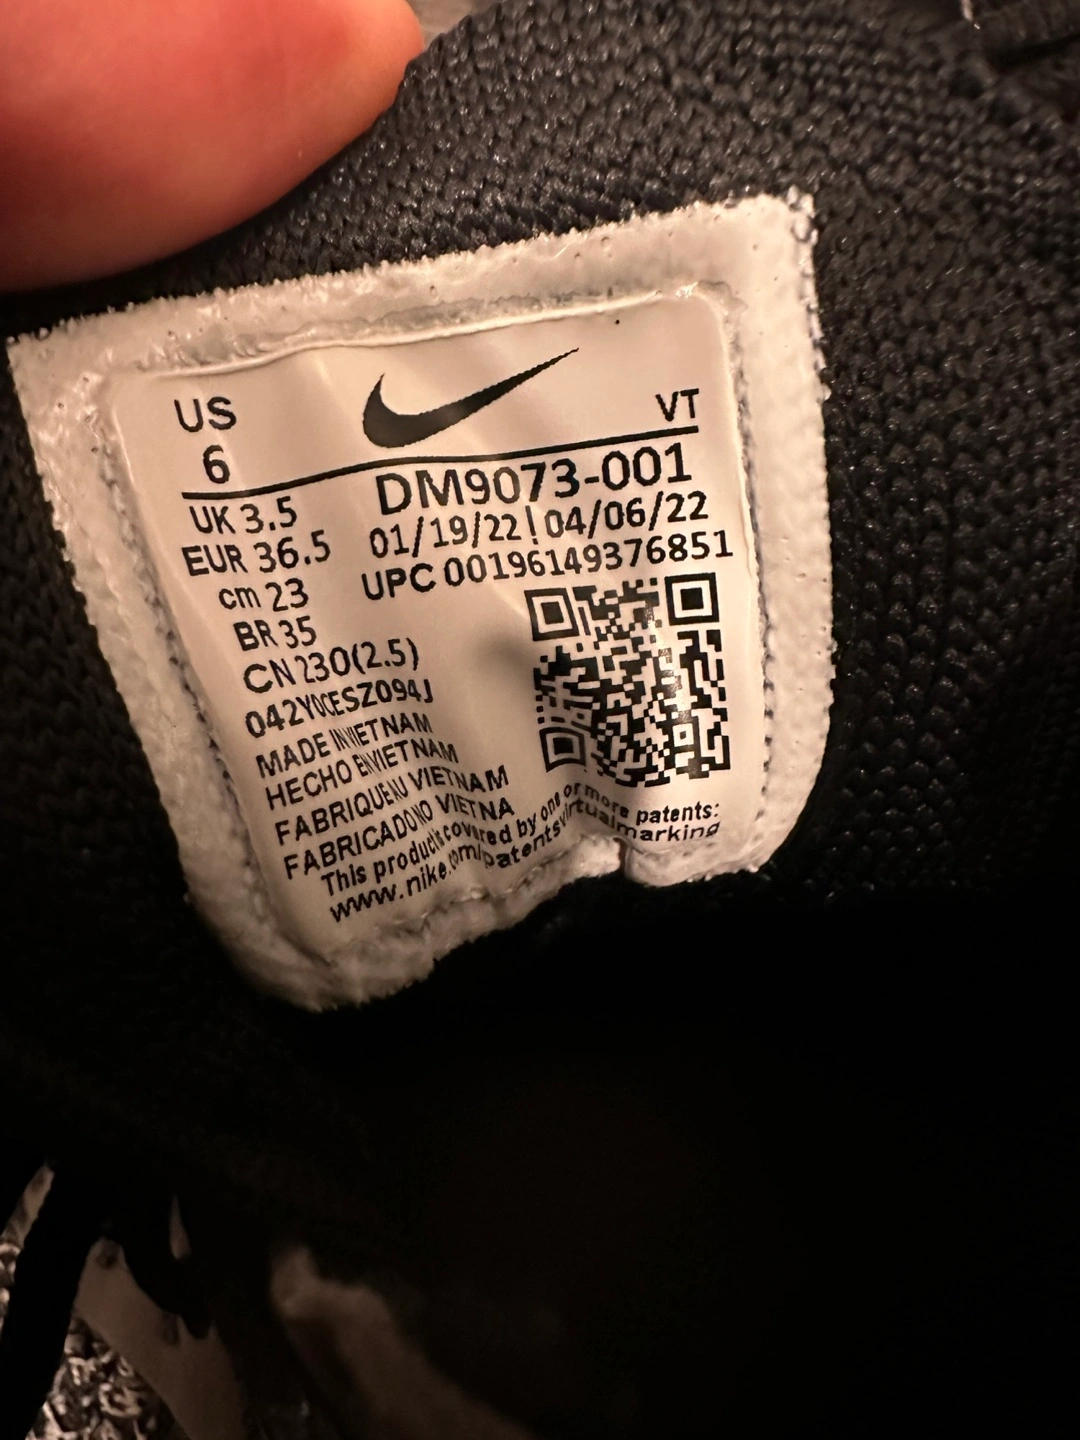 US
VT
6
DM9073-001
UK 3.5
01/19/22 | 04/06/22
EUR 36.5
UPC 00196149376851
cm 23
BR 35
CN 230(2.5)
042Y0CESZ094J
MADE IN VIETNAM
HECHO EN VIETNAM
FABRIQUE AU VIETNAM
FABRICADO NO VIETNA
This product is covered by one or more patents:
www.nike.com/patentsvirtualmarking